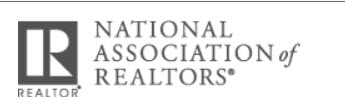 R
REALTOR®
NATIONAL
ASSOCIATION of
REALTORS®